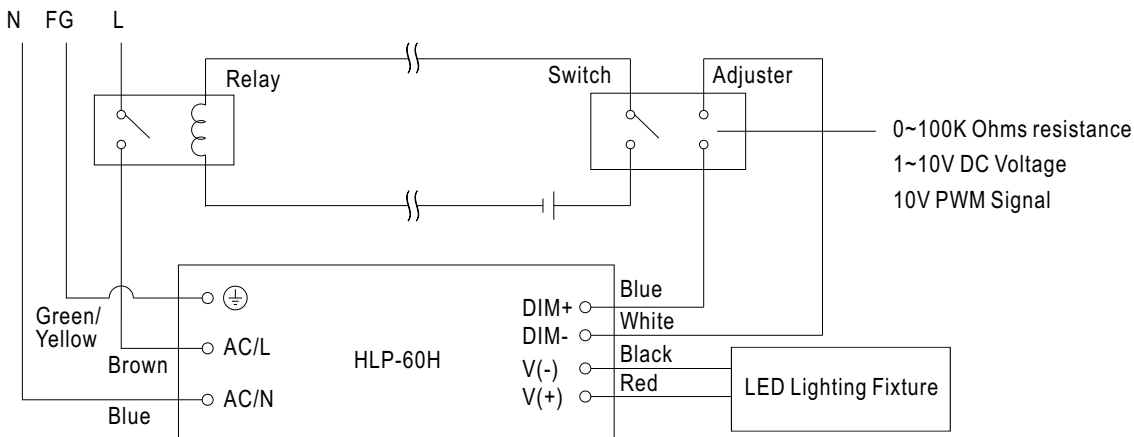 N FG L
Relay
Switch
Adjuster
0~100K Ohms resistance
1~10V DC Voltage
10V PWM Signal
Green/
Yellow
Brown
Blue
AC/L
AC/N
HLP-60H
DIM+
DIM-
V(-)
V(+)
Blue
White
Black
Red
LED Lighting Fixture